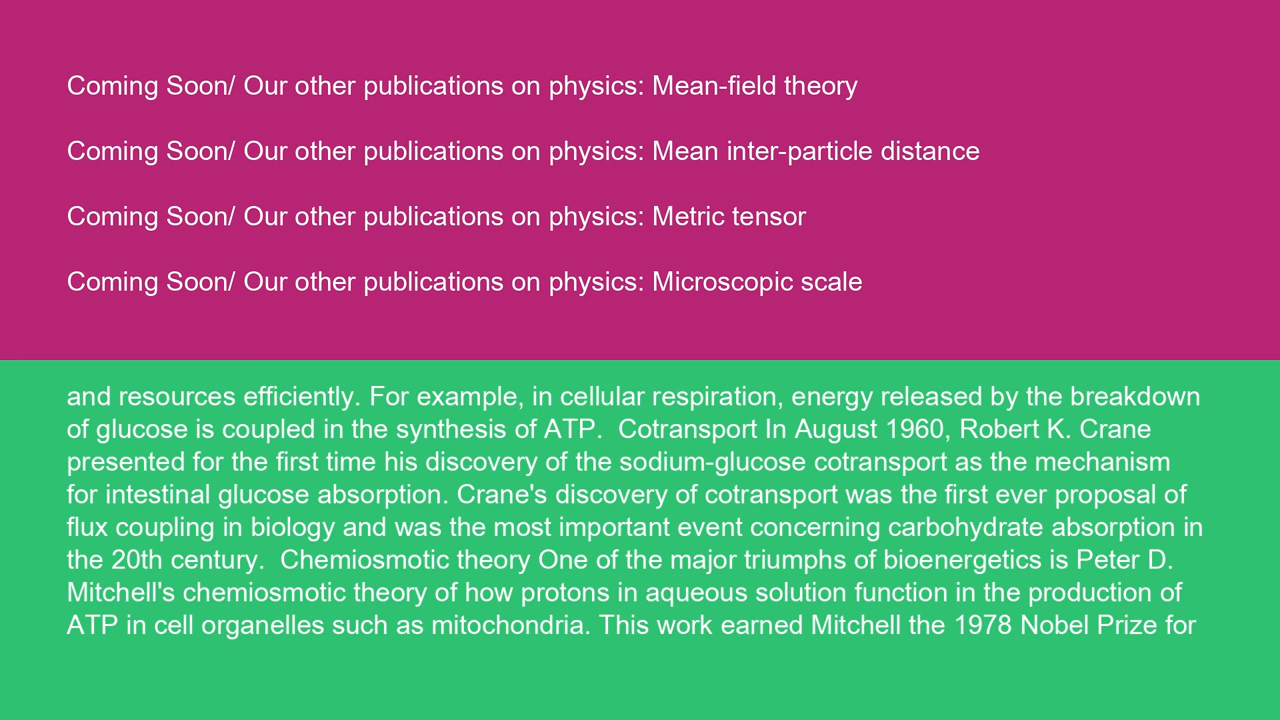 Coming Soon/ Our other publications on physics: Mean-field theory
Coming Soon/ Our other publications on physics: Mean inter-particle distance
Coming Soon/ Our other publications on physics: Metric tensor
Coming Soon/ Our other publications on physics: Microscopic scale
and resources efficiently. For example, in cellular respiration, energy released by the breakdown
of glucose is coupled in the synthesis of ATP.  Cotransport In August 1960, Robert K. Crane
presented for the first time his discovery of the sodium-glucose cotransport as the mechanism
for intestinal glucose absorption. Crane's discovery of cotransport was the first ever proposal of
flux coupling in biology and was the most important event concerning carbohydrate absorption in
the 20th century.  Chemiosmotic theory One of the major triumphs of bioenergetics is Peter D.
Mitchell's chemiosmotic theory of how protons in aqueous solution function in the production of
ATP in cell organelles such as mitochondria. This work earned Mitchell the 1978 Nobel Prize for